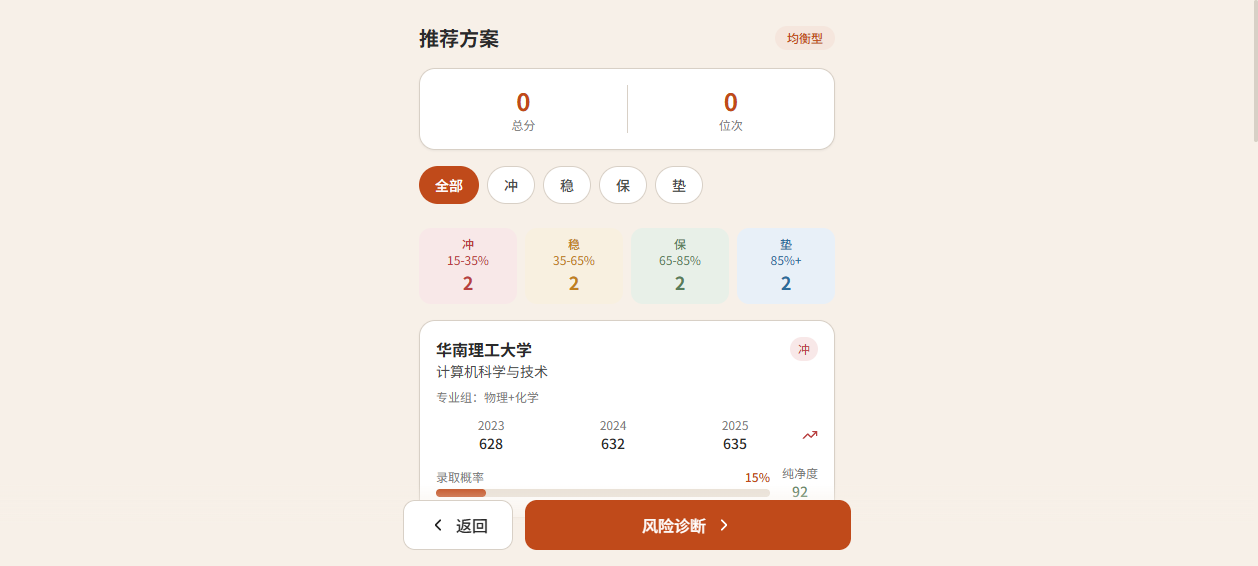 推荐方案
均衡型
0
总分
0
位次
全部
冲
稳
保
垫
冲
15-35%
2
稳
35-65%
2
保
65-85%
2
垫
85%+
2
华南理工大学
冲
计算机科学与技术
专业组：物理+化学
2023
628
2024
632
2025
635
录取概率
15%
纯净度
92
返回
风险诊断